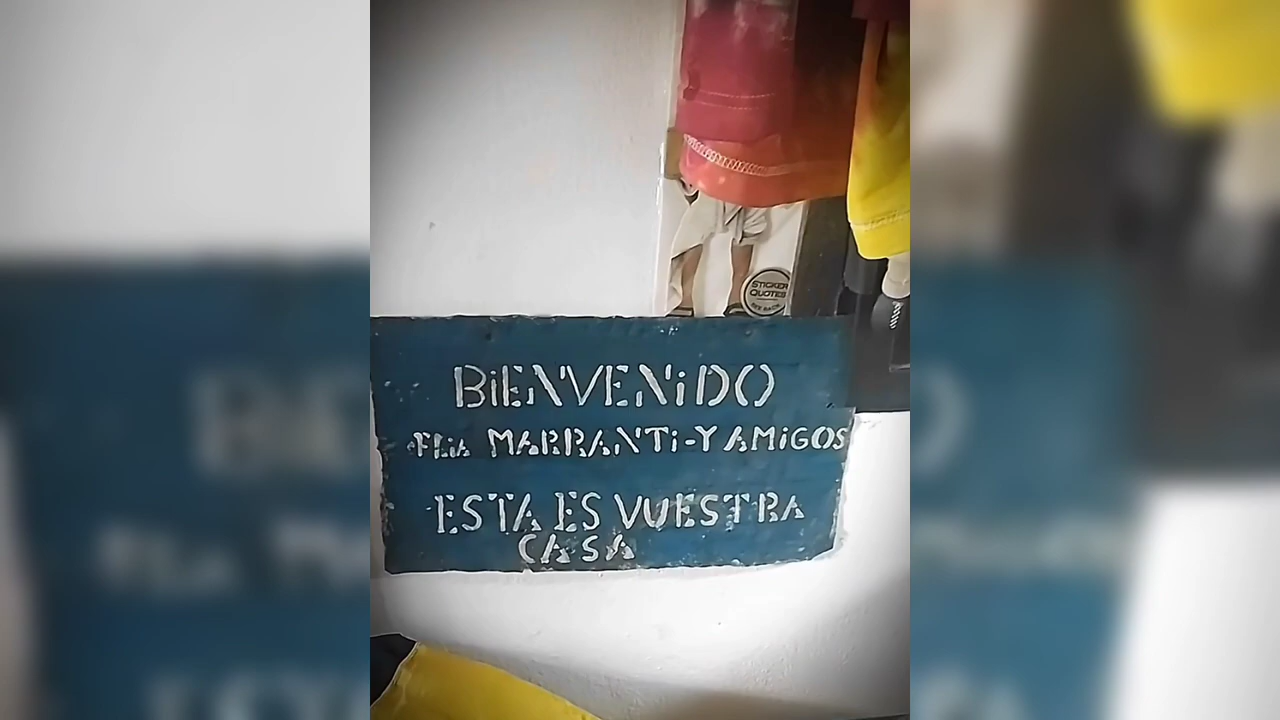 STICKER
QUOTES
BIENVENIDO
FLIA MARRANTI-Y AMIGOS
ESTA ES VUESTRA
CASA